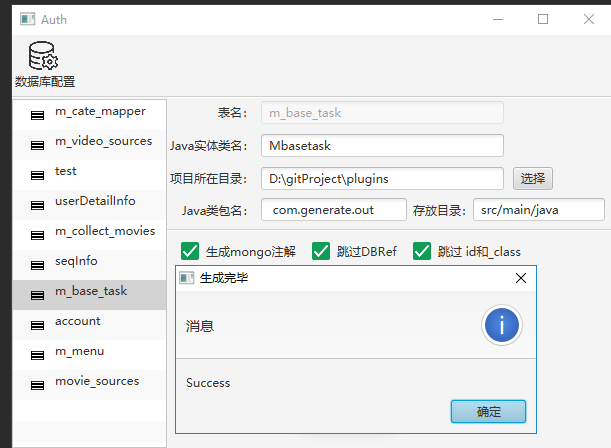 Auth
数据库配置
m_cate_mapper
m_video_sources
test
userDetailInfo
m_collect_movies
seqInfo
m_base_task
account
m_menu
movie_sources
表名： m_base_task
Java实体类名： Mbasetask
项目所在目录： D:\gitProject\plugins 选择
Java类包名： com.generate.out 存放目录： src/main/java
生成mongo注解 跳过DBRef 跳过 id和_class
生成完毕
消息
Success
确定